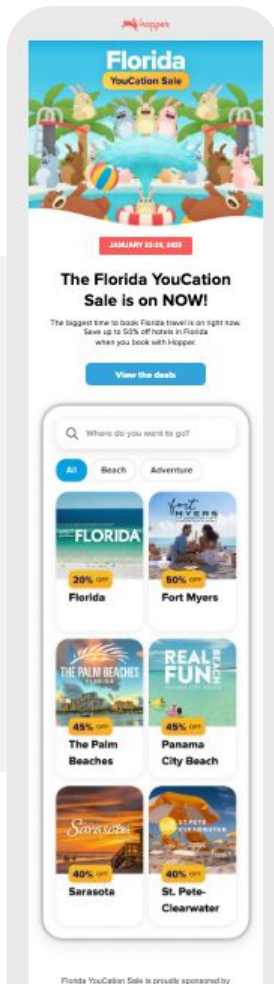 Hopper
Florida
YouCation Sale
JANUARY 22-29, 2023
The Florida YouCation
Sale is on NOW!
The biggest time to book Florida travel is on right now.
Save up to 50% off hotels in Florida
when you book with Hopper.
View the deals
Where do you want to go?
All Beach Adventure
FLORIDA
20% OFF
Florida
fort
MYERS
50% OFF
Fort Myers
THE PALM BEACHES
FLORIDA
45% OFF
The Palm
Beaches
REAL
FUN
BEACH
PANAMA CITY BEACH
45% OFF
Panama
City Beach
Sarasota
40% OFF
Sarasota
ST. PETE
CLEARWATER
40% OFF
St. Pete-
Clearwater
Florida YouCation Sale is proudly sponsored by